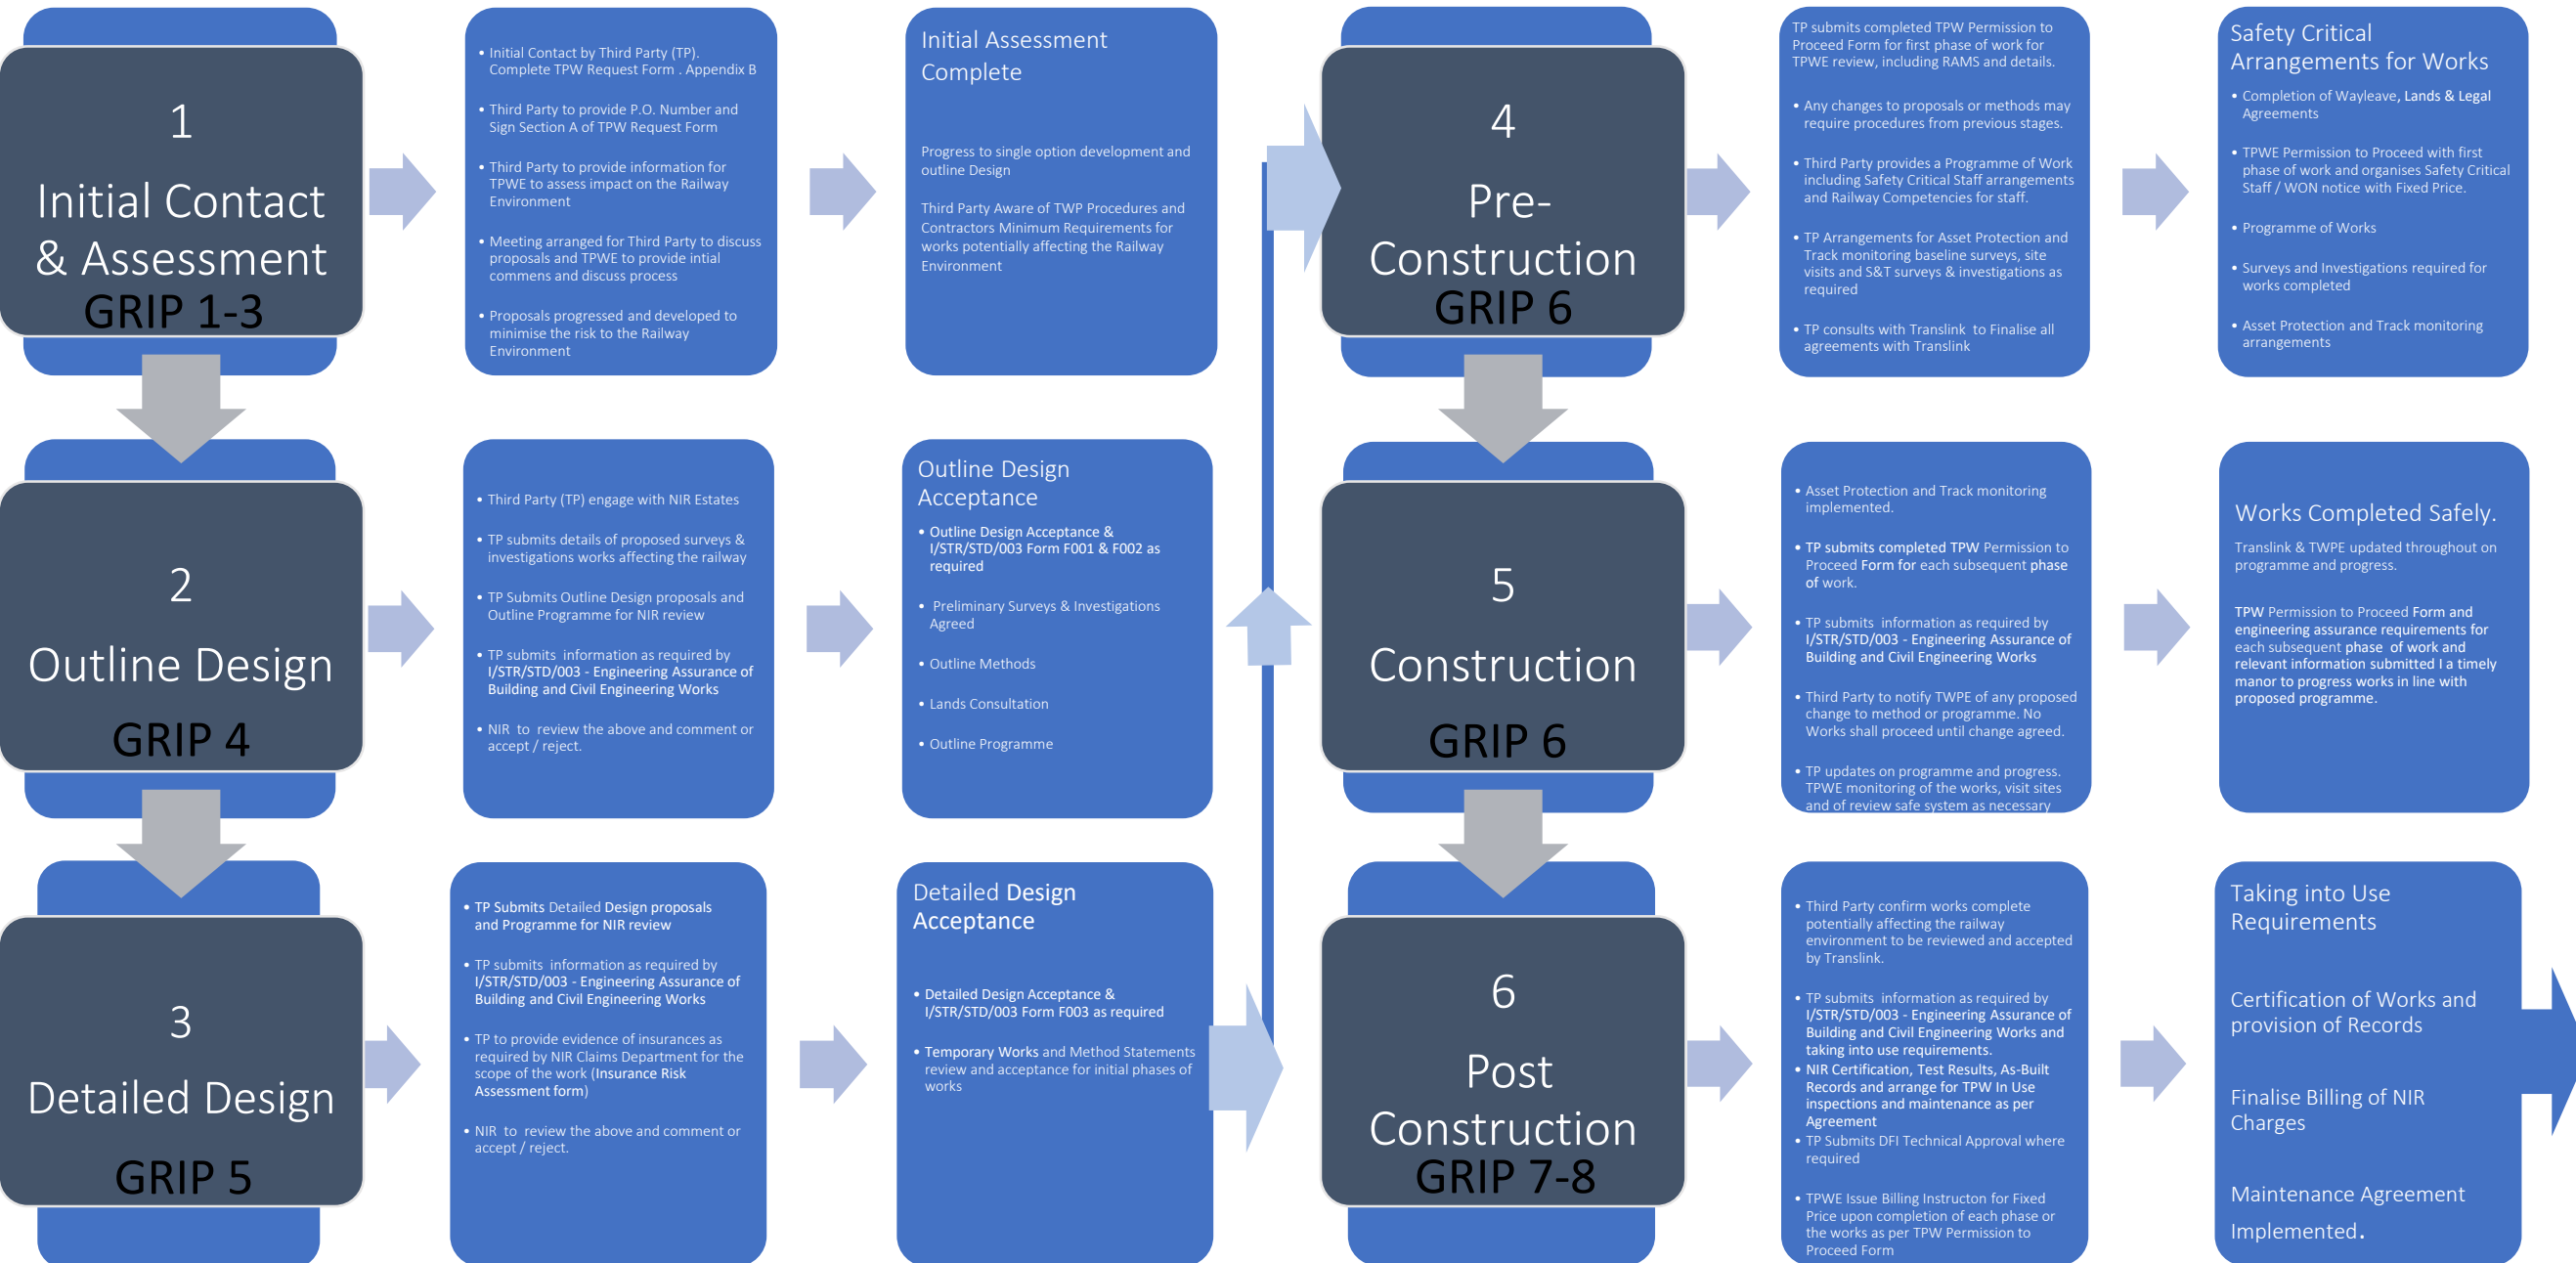 1
Initial Contact
& Assessment
GRIP 1-3
• Initial Contact by Third Party (TP).
Complete TPW Request Form . Appendix B
• Third Party to provide P.O. Number and
Sign Section A of TPW Request Form
• Third Party to provide information for
TPWE to assess impact on the Railway
Environment
• Meeting arranged for Third Party to discuss
proposals and TPWE to provide intial
commens and discuss process
• Proposals progressed and developed to
minimise the risk to the Railway
Environment
Initial Assessment
Complete
Progress to single option development and
outline Design
Third Party Aware of TWP Procedures and
Contractors Minimum Requirements for
works potentially affecting the Railway
Environment
2
Outline Design
GRIP 4
• Third Party (TP) engage with NIR Estates
• TP submits details of proposed surveys &
investigations works affecting the railway
• TP Submits Outline Design proposals and
Outline Programme for NIR review
• TP submits information as required by
I/STR/STD/003 - Engineering Assurance of
Building and Civil Engineering Works
• NIR to review the above and comment or
accept / reject.
Outline Design
Acceptance
• Outline Design Acceptance &
I/STR/STD/003 Form F001 & F002 as
required
• Preliminary Surveys & Investigations
Agreed
• Outline Methods
• Lands Consultation
• Outline Programme
3
Detailed Design
GRIP 5
• TP Submits Detailed Design proposals
and Programme for NIR review
• TP submits information as required by
I/STR/STD/003 - Engineering Assurance of
Building and Civil Engineering Works
• TP to provide evidence of insurances as
required by NIR Claims Department for the
scope of the work (Insurance Risk
Assessment form)
• NIR to review the above and comment or
accept / reject.
Detailed Design
Acceptance
• Detailed Design Acceptance &
I/STR/STD/003 Form F003 as required
• Temporary Works and Method Statements
review and acceptance for initial phases of
works
4
Pre-
Construction
GRIP 6
TP submits completed TPW Permission to
Proceed Form for first phase of work for
TPWE review, including RAMS and details.
• Any changes to proposals or methods may
require procedures from previous stages.
• Third Party provides a Programme of Work
including Safety Critical Staff arrangements
and Railway Competencies for staff.
• TP Arrangements for Asset Protection and
Track monitoring baseline surveys, site
visits and S&T surveys & investigations as
required
• TP consults with Translink to Finalise all
agreements with Translink
Safety Critical
Arrangements for Works
• Completion of Wayleave, Lands & Legal
Agreements
• TPWE Permission to Proceed with first
phase of work and organises Safety Critical
Staff / WON notice with Fixed Price.
• Programme of Works
• Surveys and Investigations required for
works completed
• Asset Protection and Track monitoring
arrangements
5
Construction
GRIP 6
• Asset Protection and Track monitoring
implemented.
• TP submits completed TPW Permission to
Proceed Form for each subsequent phase
of work.
• TP submits information as required by
I/STR/STD/003 - Engineering Assurance of
Building and Civil Engineering Works
• Third Party to notify TWPE of any proposed
change to method or programme. No
Works shall proceed until change agreed.
• TP updates on programme and progress.
TPWE monitoring of the works, visit sites
and of review safe system as necessary
Works Completed Safely.
Translink & TWPE updated throughout on
programme and progress.
TPW Permission to Proceed Form and
engineering assurance requirements for
each subsequent phase of work and
relevant information submitted I a timely
manor to progress works in line with
proposed programme.
6
Post
Construction
GRIP 7-8
• Third Party confirm works complete
potentially affecting the railway
environment to be reviewed and accepted
by Translink.
• TP submits information as required by
I/STR/STD/003 - Engineering Assurance of
Building and Civil Engineering Works and
taking into use requirements.
• NIR Certification, Test Results, As-Built
Records and arrange for TPW In Use
inspections and maintenance as per
Agreement
• TP Submits DFI Technical Approval where
required
• TPWE Issue Billing Instructon for Fixed
Price upon completion of each phase or
the works as per TPW Permission to
Proceed Form
Taking into Use
Requirements
Certification of Works and
provision of Records
Finalise Billing of NIR
Charges
Maintenance Agreement
Implemented.